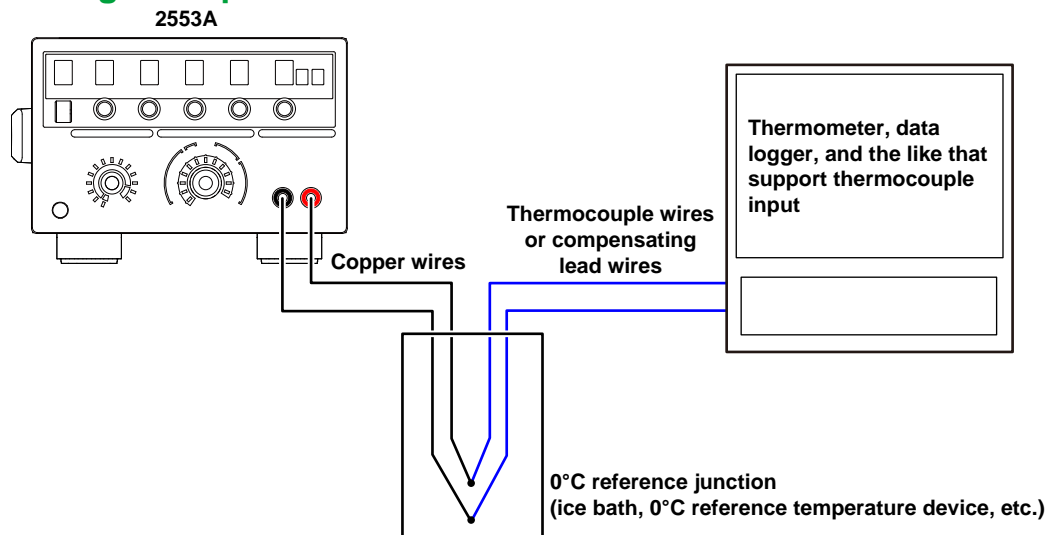 2553A
Thermometer, data
logger, and the like that
support thermocouple
input
Thermocouple wires
or compensating
lead wires
Copper wires
0°C reference junction
(ice bath, 0°C reference temperature device, etc.)